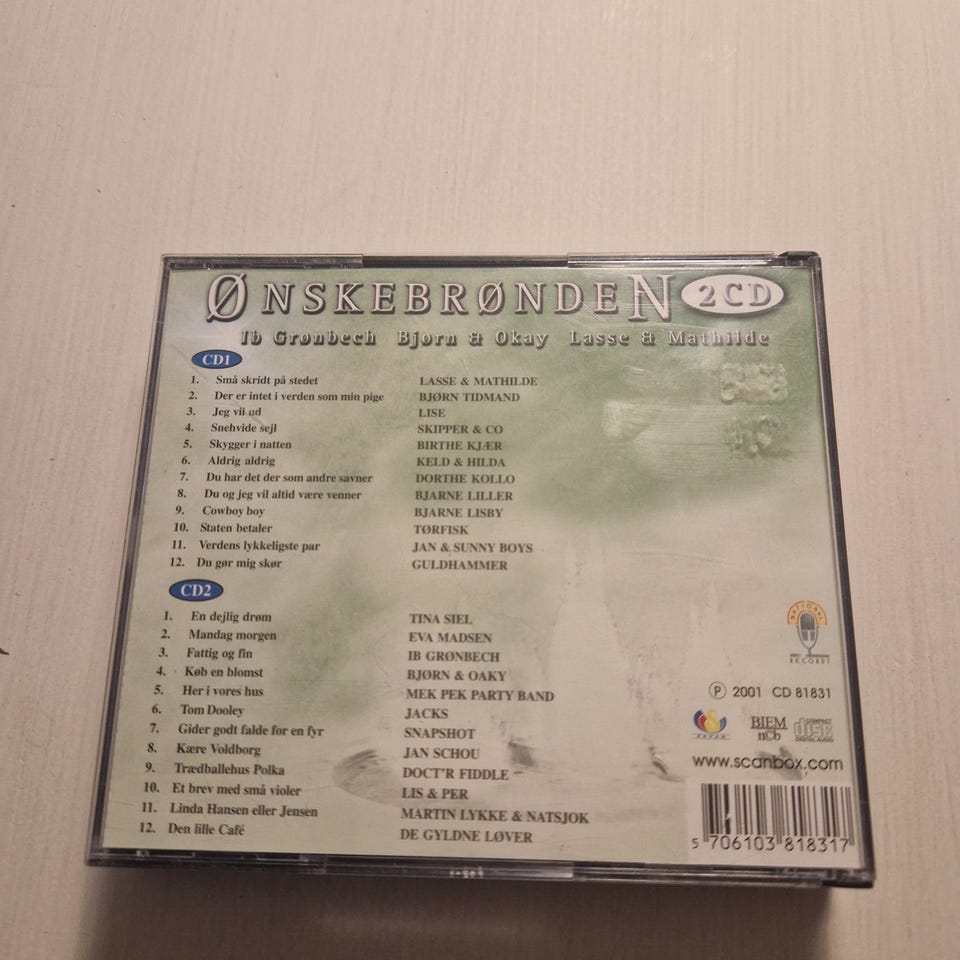 ØNSKEBRØNDEN 2CD
Ib Grønbech Bjørn & Okay Lasse & Mathilde
CD1
1. Små skridt på stedet LASSE & MATHILDE
2. Der er intet i verden som min pige BJØRN TIDMAND
3. Jeg vil ud LISE
4. Snehvide sejl SKIPPER & CO
5. Skygger i natten BIRTHE KJÆR
6. Aldrig aldrig KELD & HILDA
7. Du har det der som andre savner DORTHE KOLLO
8. Du og jeg vil altid være venner BJARNE LILLER
9. Cowboy boy BJARNE LISBY
10. Staten betaler TØRFISK
11. Verdens lykkeligste par JAN & SUNNY BOYS
12. Du gør mig skør GULDHAMMER
CD2
1. En dejlig drøm TINA SIEL
2. Mandag morgen EVA MADSEN
3. Fattig og fin IB GRØNBECH
4. Køb en blomst BJØRN & OAKY
5. Her i vores hus MEK PEK PARTY BAND
6. Tom Dooley JACKS
7. Gider godt falde for en fyr SNAPSHOT
8. Kære Voldborg JAN SCHOU
9. Trædballehus Polka DOCT'R FIDDLE
10. Et brev med små violer LIS & PER
11. Linda Hansen eller Jensen MARTIN LYKKE & NATSJOK
12. Den lille Café DE GYLDNE LØVER
NATIONAL
RECORDS
Ⓟ 2001 CD 81831
BIEM
nCb
COMPACT
disc
DIGITAL AUDIO
www.scanbox.com
5 706103 818317